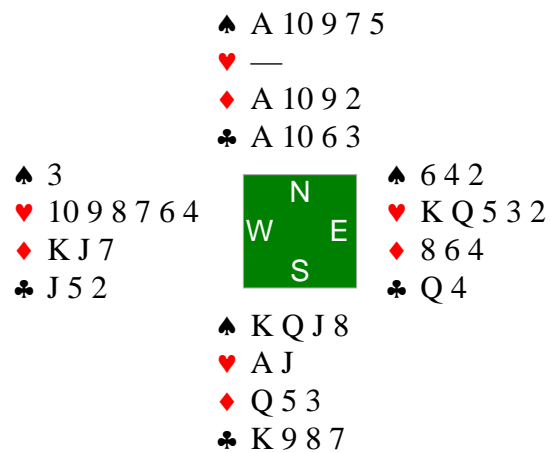 ♠ A 10 9 7 5
♥ —
♦ A 10 9 2
♣ A 10 6 3
♠ 3
♥ 10 9 8 7 6 4
♦ K J 7
♣ J 5 2
N
W E
S
♠ 6 4 2
♥ K Q 5 3 2
♦ 8 6 4
♣ Q 4
♠ K Q J 8
♥ A J
♦ Q 5 3
♣ K 9 8 7